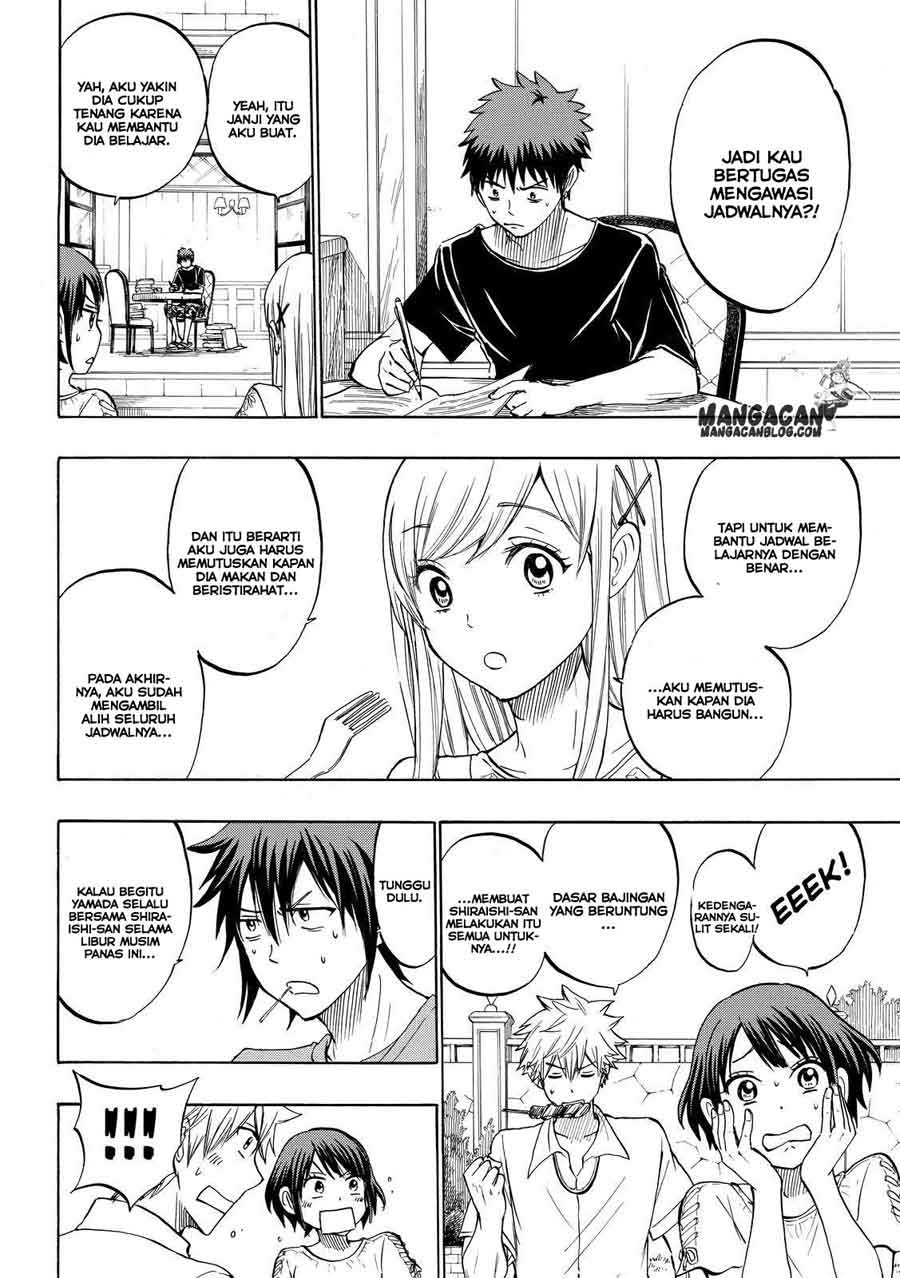 JADI KAU
BERTUGAS
MENGAWASI
JADWALNYA?!
YEAH, ITU
JANJI YANG
AKU BUAT.
YAH, AKU YAKIN
DIA CUKUP
TENANG KARENA
KAU MEMBANTU
DIA BELAJAR.
MANGACAN
MANGACANBLOG.COM
TAPI UNTUK MEM-
BANTU JADWAL BE-
LAJARNYA DENGAN
BENAR...
...AKU MEMUTUS-
KAN KAPAN DIA
HARUS BANGUN...
DAN ITU BERARTI
AKU JUGA HARUS
MEMUTUSKAN KAPAN
DIA MAKAN DAN
BERISTIRAHAT...
PADA AKHIR-
NYA, AKU SUDAH
MENGAMBIL
ALIH SELURUH
JADWALNYA...
EEEK!
KEDENGA-
RANNYA SU-
LIT SEKALI!
DASAR BAJINGAN
YANG BERUNTUNG
...
...MEMBUAT
SHIRAISHI-SAN
MELAKUKAN ITU
SEMUA UNTUK-
NYA...!!
TUNGGU
DULU.
KALAU BEGITU
YAMADA SELALU
BERSAMA SHIRA-
ISHI-SAN SELAMA
LIBUR MUSIM
PANAS INI...
!!!